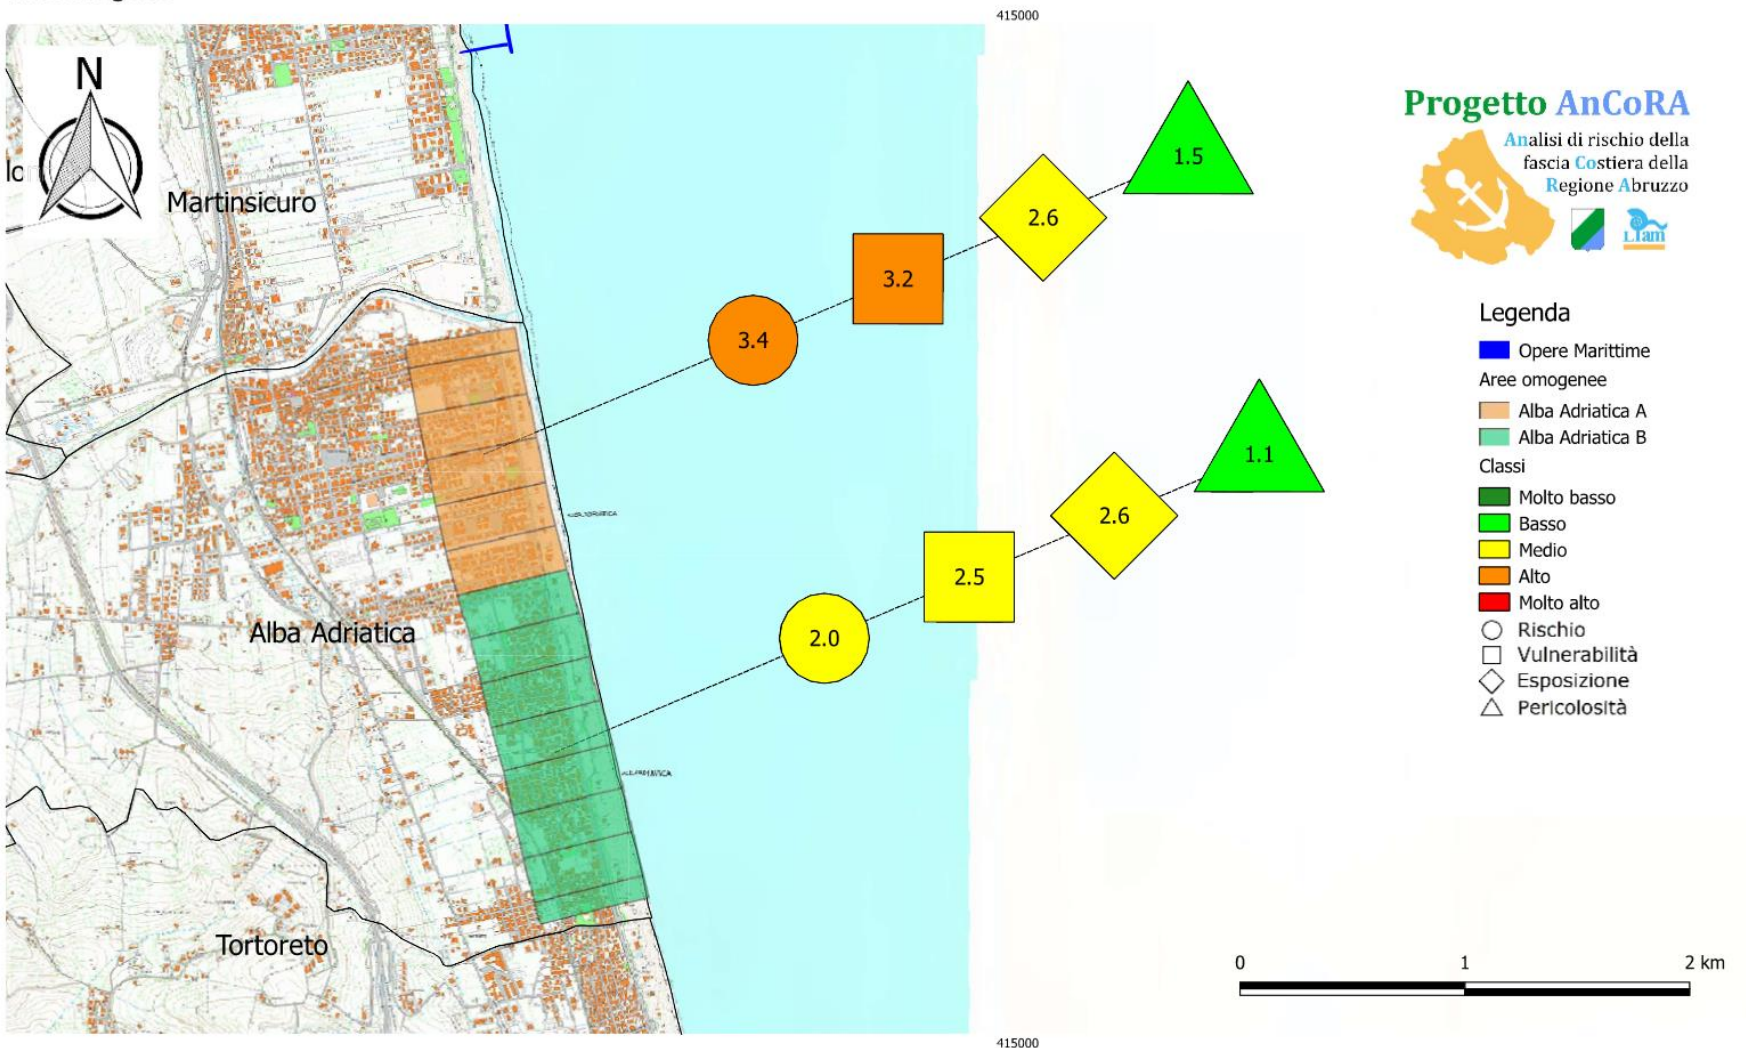 415000
N
lo
Martinsicuro
Alba Adriatica
Tortoreto
3.4
3.2
2.6
1.5
2.0
2.5
2.6
1.1
Progetto AnCoRA
Analisi di rischio della
fascia Costiera della
Regione Abruzzo
LIam
Legenda
Opere Marittime
Aree omogenee
Alba Adriatica A
Alba Adriatica B
Classi
Molto basso
Basso
Medio
Alto
Molto alto
Rischio
Vulnerabilità
Esposizione
Pericolosità
0 1 2 km
415000